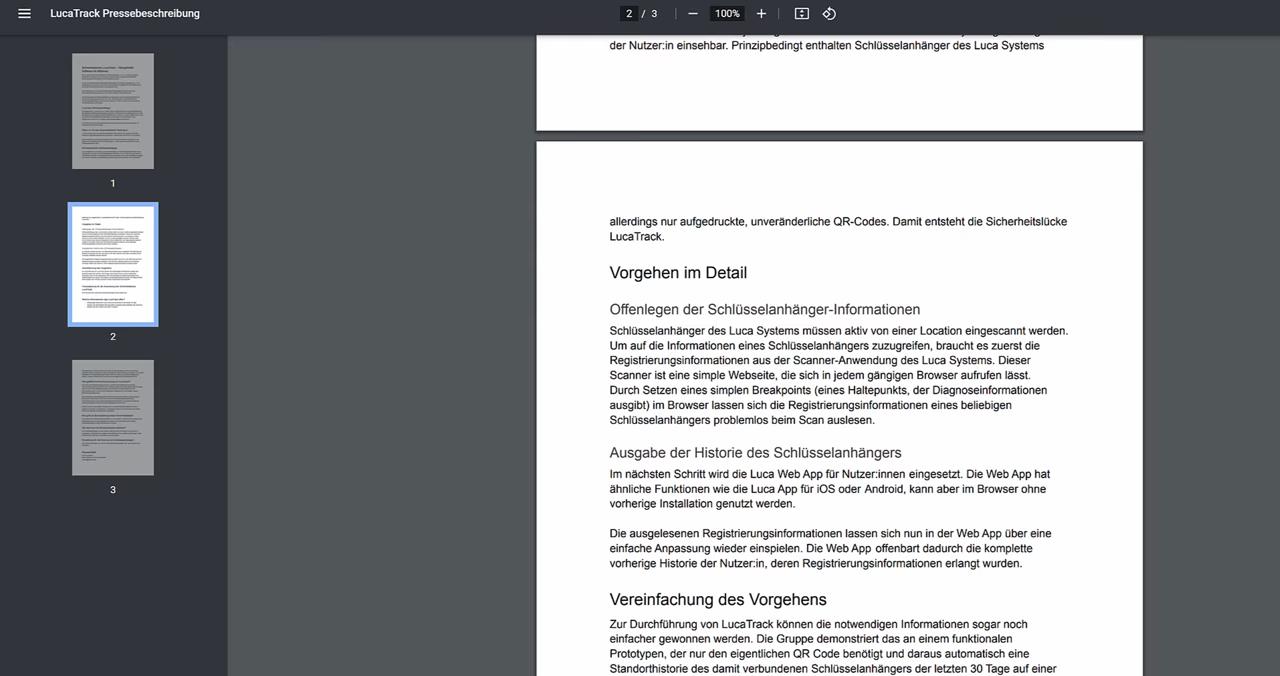 LucaTrack Pressebeschreibung
2 / 3
100%
1
2
3
der Nutzer:in einsehbar. Prinzipbedingt enthalten Schlüsselanhänger des Luca Systems
allerdings nur aufgedruckte, unveränderliche QR-Codes. Damit entsteht die Sicherheitslücke
LucaTrack.
Vorgehen im Detail
Offenlegen der Schlüsselanhänger-Informationen
Schlüsselanhänger des Luca Systems müssen aktiv von einer Location eingescannt werden.
Um auf die Informationen eines Schlüsselanhängers zuzugreifen, braucht es zuerst die
Registrierungsinformationen aus der Scanner-Anwendung des Luca Systems. Dieser
Scanner ist eine simple Webseite, die sich in jedem gängigen Browser aufrufen lässt.
Durch Setzen eines simplen Breakpoints (eines Haltepunkts, der Diagnoseinformationen
ausgibt) im Browser lassen sich die Registrierungsinformationen eines beliebigen
Schlüsselanhängers problemlos beim Scan auslesen.
Ausgabe der Historie des Schlüsselanhängers
Im nächsten Schritt wird die Luca Web App für Nutzer:innen eingesetzt. Die Web App hat
ähnliche Funktionen wie die Luca App für iOS oder Android, kann aber im Browser ohne
vorherige Installation genutzt werden.
Die ausgelesenen Registrierungsinformationen lassen sich nun in der Web App über eine
einfache Anpassung wieder einspielen. Die Web App offenbart dadurch die komplette
vorherige Historie der Nutzer:in, deren Registrierungsinformationen erlangt wurden.
Vereinfachung des Vorgehens
Zur Durchführung von LucaTrack können die notwendigen Informationen sogar noch
einfacher gewonnen werden. Die Gruppe demonstriert das an einem funktionalen
Prototypen, der nur den eigentlichen QR Code benötigt und daraus automatisch eine
Standorthistorie des damit verbundenen Schlüsselanhängers der letzten 30 Tage auf einer